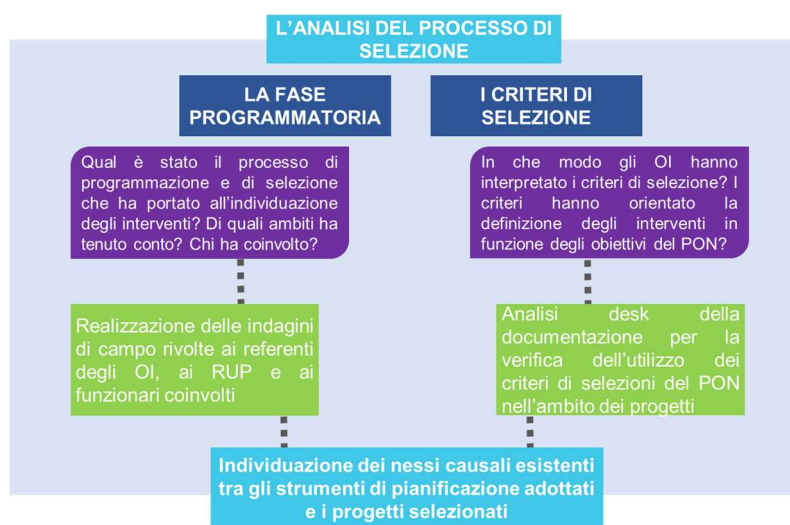 L'ANALISI DEL PROCESSO DI
SELEZIONE
LA FASE
PROGRAMMATORIA
I CRITERI DI
SELEZIONE
Qual è stato il processo di
programmazione e di selezione
che ha portato all'individuazione
degli interventi? Di quali ambiti ha
tenuto conto? Chi ha coinvolto?
In che modo gli OI hanno
interpretato i criteri di selezione? I
criteri hanno orientato la
definizione degli interventi in
funzione degli obiettivi del PON?
Realizzazione delle indagini
di campo rivolte ai referenti
degli OI, ai RUP e ai
funzionari coinvolti
Analisi desk della
documentazione per la
verifica dell'utilizzo dei
criteri di selezioni del PON
nell'ambito dei progetti
Individuazione dei nessi causali esistenti
tra gli strumenti di pianificazione adottati
e i progetti selezionati